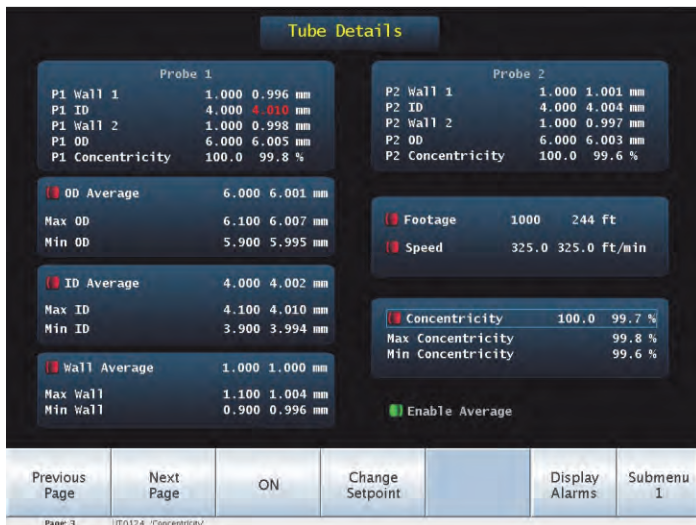 Tube Details
Probe 1
P1 Wall 1 1.000 0.996 mm
P1 ID 4.000 4.010 mm
P1 Wall 2 1.000 0.998 mm
P1 OD 6.000 6.005 mm
P1 Concentricity 100.0 99.8 %
Probe 2
P2 Wall 1 1.000 1.001 mm
P2 ID 4.000 4.004 mm
P2 Wall 2 1.000 0.997 mm
P2 OD 6.000 6.003 mm
P2 Concentricity 100.0 99.6 %
OD Average 6.000 6.001 mm
Max OD 6.100 6.007 mm
Min OD 5.900 5.995 mm
ID Average 4.000 4.002 mm
Max ID 4.100 4.010 mm
Min ID 3.900 3.994 mm
Wall Average 1.000 1.000 mm
Max Wall 1.100 1.004 mm
Min Wall 0.900 0.996 mm
Footage 1000 244 ft
Speed 325.0 325.0 ft/min
Concentricity 100.0 99.7 %
Max Concentricity 99.8 %
Min Concentricity 99.6 %
Enable Average
Previous Page
Next Page
ON
Change Setpoint
Display Alarms
Submenu 1
Page: 3 /Concentricity/